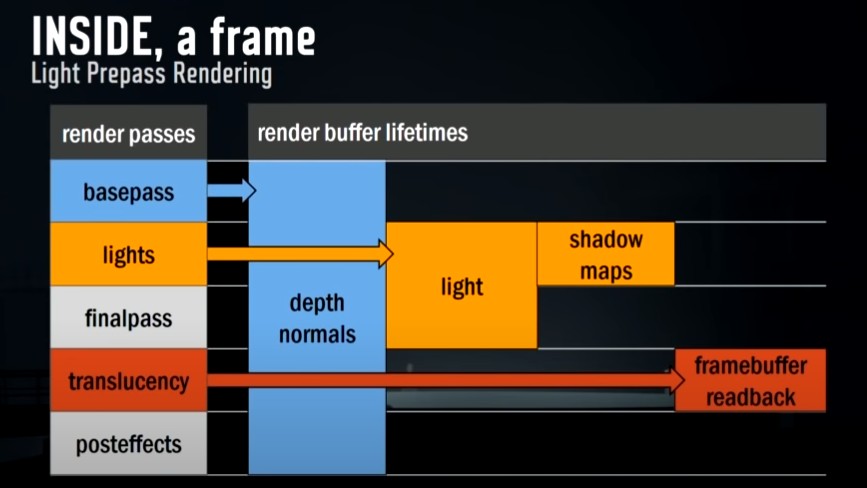 INSIDE, a frame
Light Prepass Rendering
render passes
render buffer lifetimes
basepass
lights
finalpass
translucency
posteffects
depth
normals
light
shadow
maps
framebuffer
readback